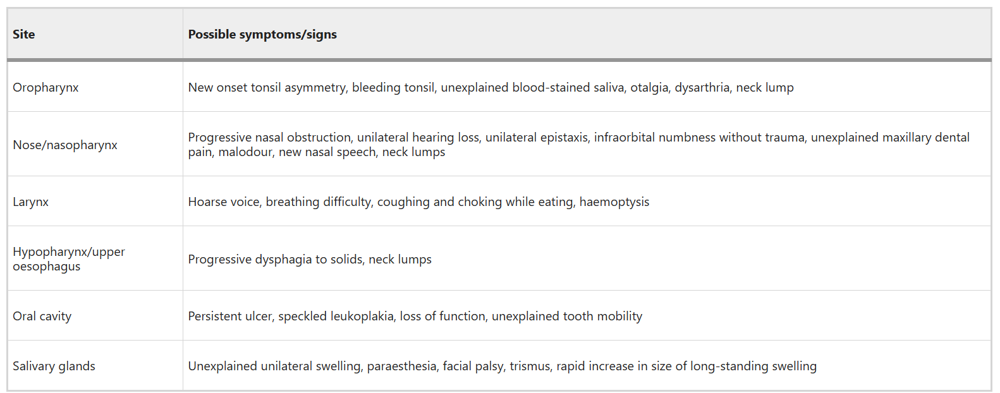 Site
Possible symptoms/signs
Oropharynx
New onset tonsil asymmetry, bleeding tonsil, unexplained blood-stained saliva, otalgia, dysarthria, neck lump
Nose/nasopharynx
Progressive nasal obstruction, unilateral hearing loss, unilateral epistaxis, infraorbital numbness without trauma, unexplained maxillary dental
pain, malodour, new nasal speech, neck lumps
Larynx
Hoarse voice, breathing difficulty, coughing and choking while eating, haemoptysis
Hypopharynx/upper
oesophagus
Progressive dysphagia to solids, neck lumps
Oral cavity
Persistent ulcer, speckled leukoplakia, loss of function, unexplained tooth mobility
Salivary glands
Unexplained unilateral swelling, paraesthesia, facial palsy, trismus, rapid increase in size of long-standing swelling